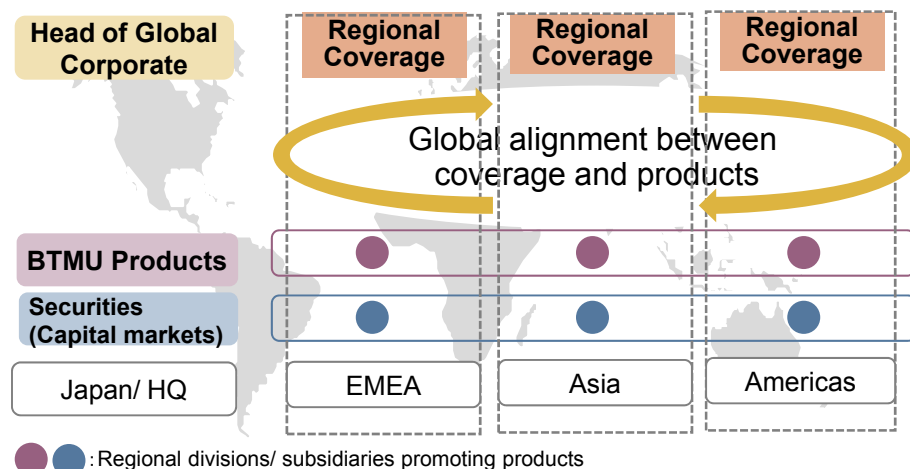 Head of Global
Corporate
Regional
Coverage
Regional
Coverage
Regional
Coverage
Global alignment between
coverage and products
BTMU Products
Securities
(Capital markets)
Japan/ HQ
EMEA
Asia
Americas
: Regional divisions/ subsidiaries promoting products